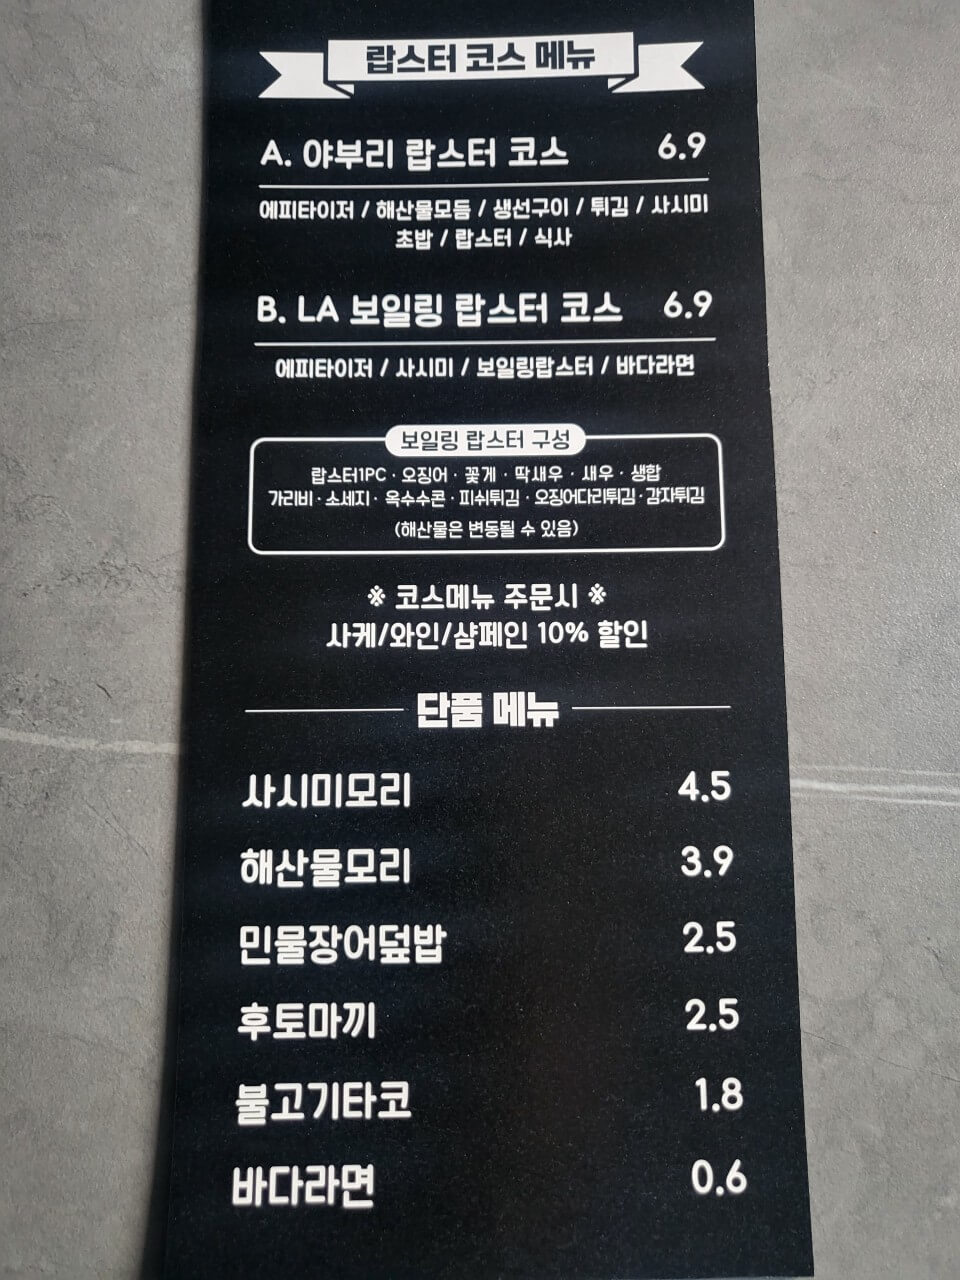 랍스터 코스 메뉴
A. 야부리 랍스터 코스 6.9
에피타이저 / 해산물모듬 / 생선구이 / 튀김 / 사시미
초밥 / 랍스터 / 식사
B. LA 보일링 랍스터 코스 6.9
에피타이저 / 사시미 / 보일링랍스터 / 바다라면
보일링 랍스터 구성
랍스터1PC · 오징어 · 꽃게 · 딱새우 · 새우 · 생합
가리비 · 소세지 · 옥수수콘 · 피쉬튀김 · 오징어다리튀김 · 감자튀김
(해산물은 변동될 수 있음)
※ 코스메뉴 주문시 ※
사케/와인/샴페인 10% 할인
단품 메뉴
사시미모리 4.5
해산물모리 3.9
민물장어덮밥 2.5
후토마끼 2.5
불고기타코 1.8
바다라면 0.6